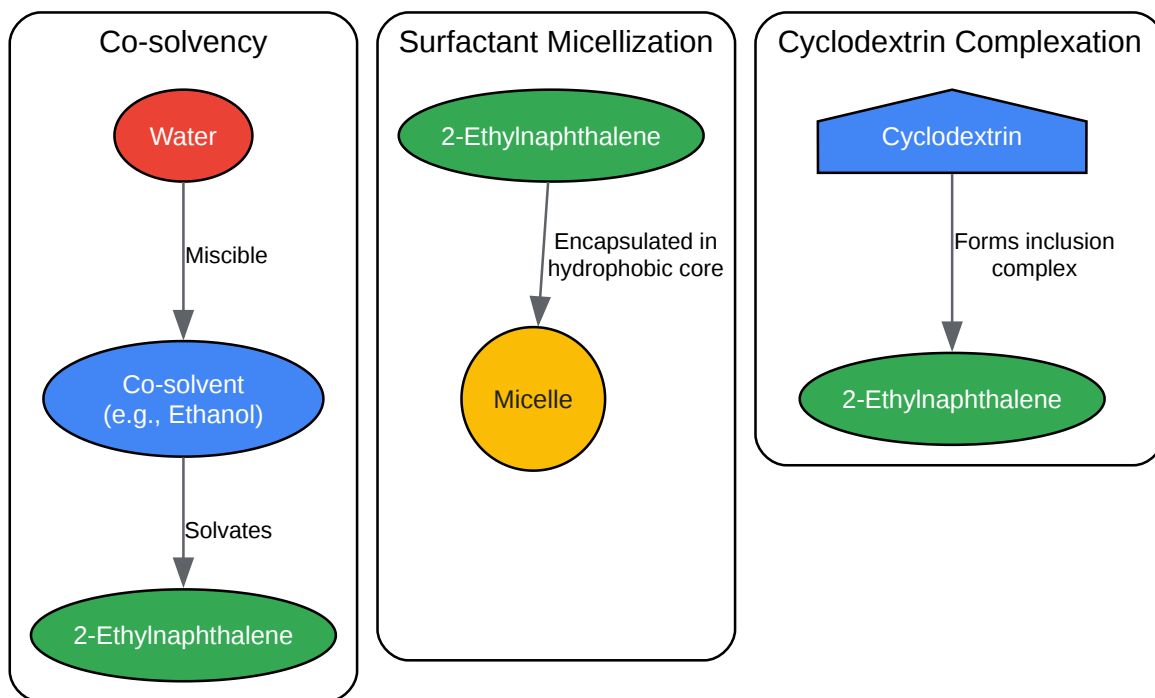 Co-solvency
Water
Miscible
Co-solvent
(e.g., Ethanol)
Solvates
2-Ethylnaphthalene
Surfactant Micellization
2-Ethylnaphthalene
Encapsulated in
hydrophobic core
Micelle
Cyclodextrin Complexation
Cyclodextrin
Forms inclusion
complex
2-Ethylnaphthalene